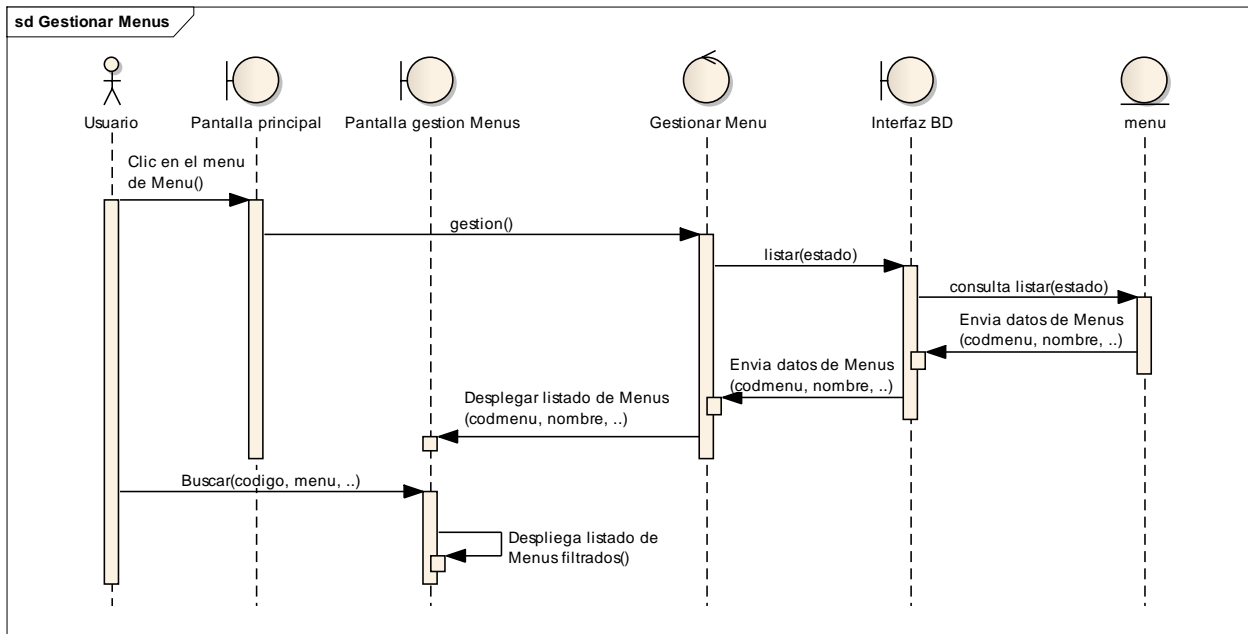 sd Gestionar Menus
Usuario
Pantalla principal
Pantalla gestion Menus
Gestionar Menu
Interfaz BD
menu
Clic en el menu
de Menu()
gestion()
listar(estado)
consulta listar(estado)
Envia datos de Menus
(codmenu, nombre, ..)
Envia datos de Menus
(codmenu, nombre, ..)
Desplegar listado de Menus
(codmenu, nombre, ..)
Buscar(codigo, menu, ..)
Despliega listado de
Menus filtrados()